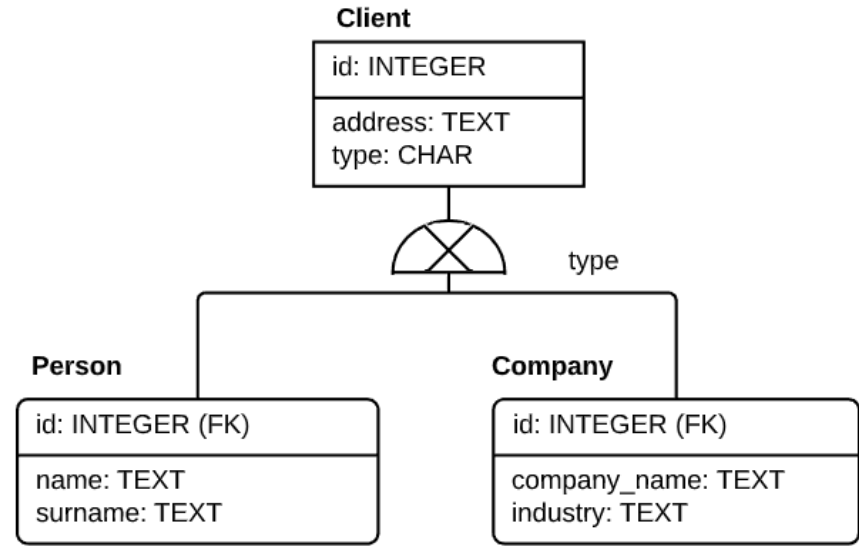 Client
id: INTEGER
address: TEXT
type: CHAR
type
Person
id: INTEGER (FK)
name: TEXT
surname: TEXT
Company
id: INTEGER (FK)
company_name: TEXT
industry: TEXT